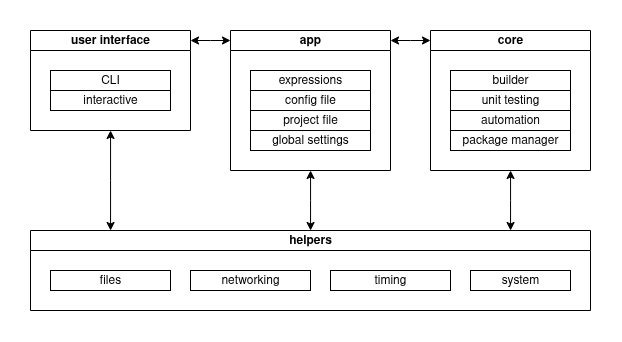 user interface
CLI
interactive
app
expressions
config file
project file
global settings
core
builder
unit testing
automation
package manager
helpers
files
networking
timing
system